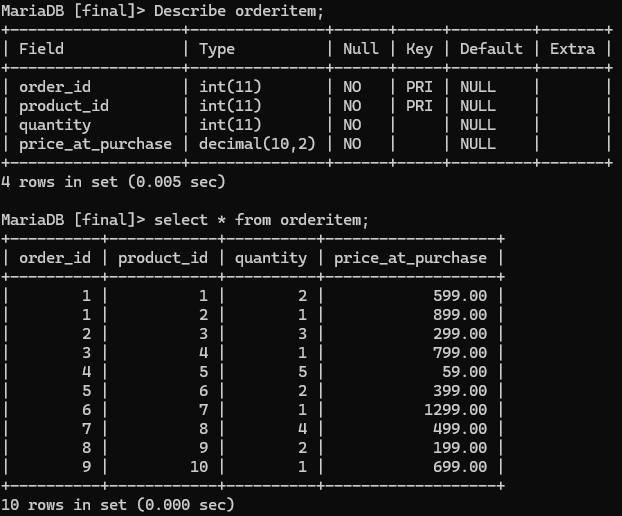 MariaDB [final]> Describe orderitem;
+-------------------+---------------+------+-----+---------+-------+
| Field             | Type          | Null | Key | Default | Extra |
+-------------------+---------------+------+-----+---------+-------+
| order_id          | int(11)       | NO   | PRI | NULL    |       |
| product_id        | int(11)       | NO   | PRI | NULL    |       |
| quantity          | int(11)       | NO   |     | NULL    |       |
| price_at_purchase | decimal(10,2) | NO   |     | NULL    |       |
+-------------------+---------------+------+-----+---------+-------+
4 rows in set (0.005 sec)

MariaDB [final]> select * from orderitem;
+----------+------------+----------+-------------------+
| order_id | product_id | quantity | price_at_purchase |
+----------+------------+----------+-------------------+
|        1 |          1 |        2 |            599.00 |
|        1 |          2 |        1 |            899.00 |
|        2 |          3 |        3 |            299.00 |
|        3 |          4 |        1 |            799.00 |
|        4 |          5 |        5 |             59.00 |
|        5 |          6 |        2 |            399.00 |
|        6 |          7 |        1 |           1299.00 |
|        7 |          8 |        4 |            499.00 |
|        8 |          9 |        2 |            199.00 |
|        9 |         10 |        1 |            699.00 |
+----------+------------+----------+-------------------+
10 rows in set (0.000 sec)